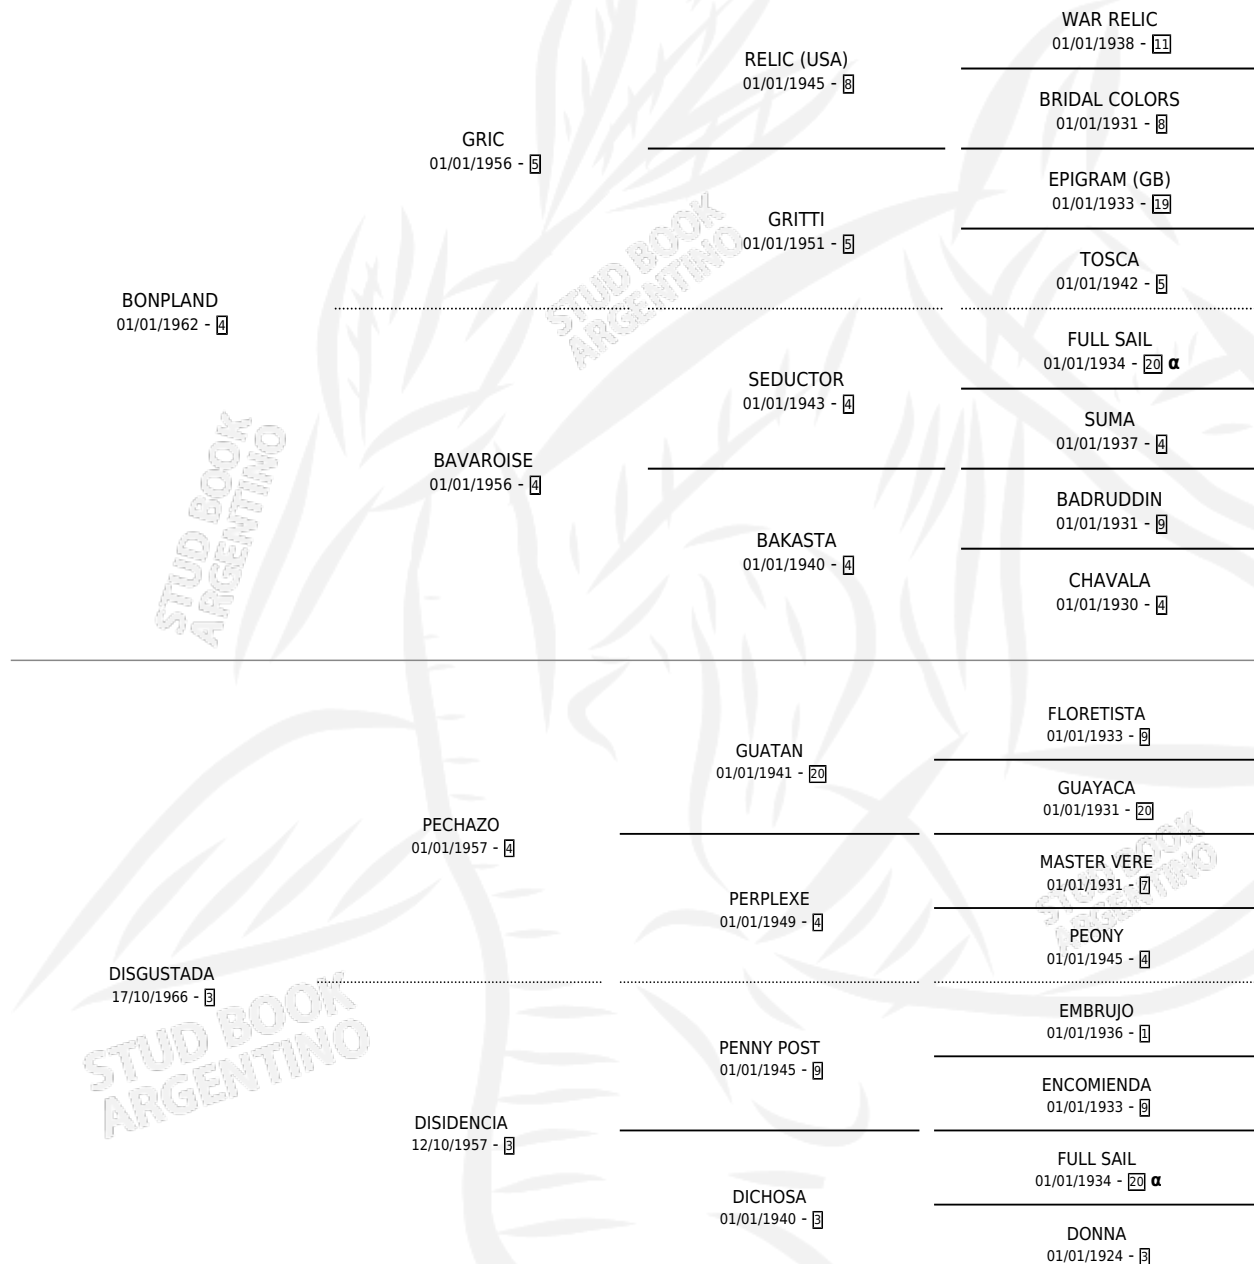 WAR RELIC
01/01/1938 - 11
RELIC (USA)
01/01/1945 - 8
BRIDAL COLORS
01/01/1931 - 8
GRIC
01/01/1956 - 5
EPIGRAM (GB)
01/01/1933 - 19
GRITTI
01/01/1951 - 5
TOSCA
01/01/1942 - 5
BONPLAND
01/01/1962 - 4
FULL SAIL
01/01/1934 - 20 α
SEDUCTOR
01/01/1943 - 4
SUMA
01/01/1937 - 4
BAVAROISE
01/01/1956 - 4
BADRUDDIN
01/01/1931 - 9
BAKASTA
01/01/1940 - 4
CHAVALA
01/01/1930 - 4
STUD BOOK
ARGENTINO
STUD BOOK
ARGENTINO
FLORETISTA
01/01/1933 - 9
GUATAN
01/01/1941 - 20
GUAYACA
01/01/1931 - 20
PECHAZO
01/01/1957 - 4
MASTER VERE
01/01/1931 - 7
PERPLEXE
01/01/1949 - 4
PEONY
01/01/1945 - 4
DISGUSTADA
17/10/1966 - 3
EMBRUJO
01/01/1936 - 1
PENNY POST
01/01/1945 - 9
ENCOMIENDA
01/01/1933 - 9
DISIDENCIA
12/10/1957 - 3
FULL SAIL
01/01/1934 - 20 α
DICHOSA
01/01/1940 - 3
DONNA
01/01/1924 - 3
STUD BOOK
ARGENTINO
STUD BOOK
ARGENTINO